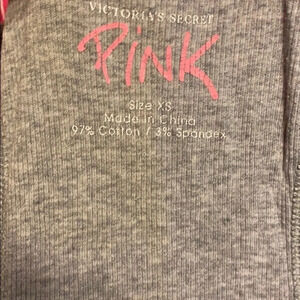 VICTORIA'S SECRET
PINK
Size XS
Made in China
97% Cotton / 3% Spandex